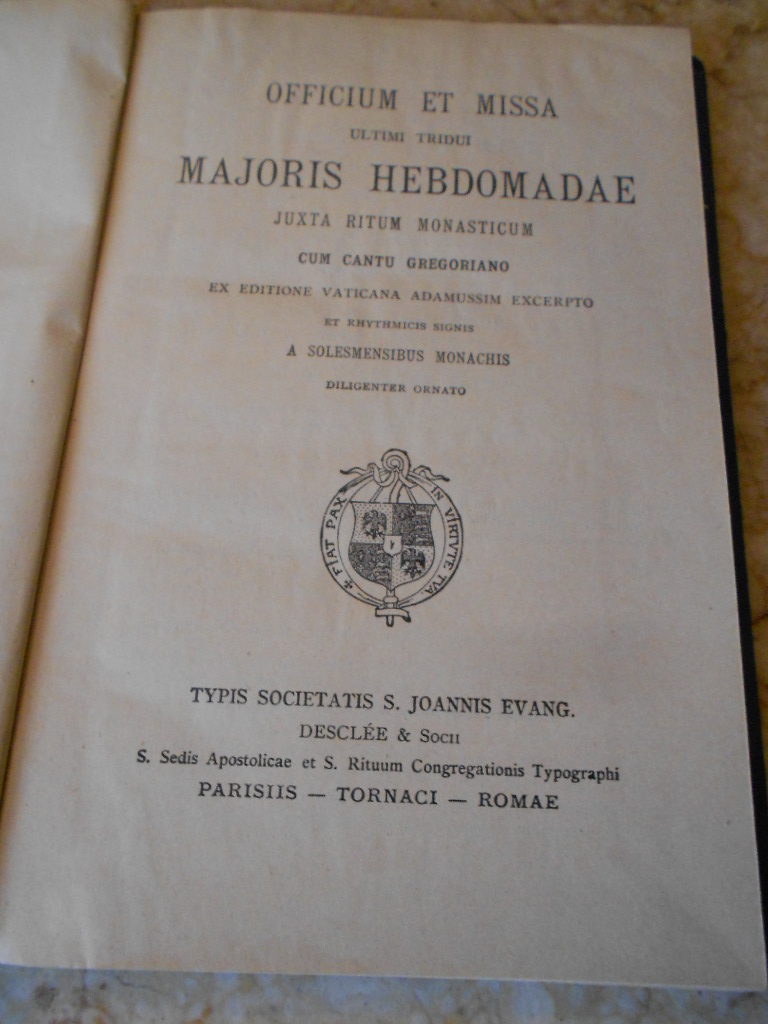 OFFICIUM ET MISSA
ULTIMI TRIDUI
MAJORIS HEBDOMADAE
JUXTA RITUM MONASTICUM
CUM CANTU GREGORIANO
EX EDITIONE VATICANA ADAMUSSIM EXCERPTO
ET RHYTHMICIS SIGNIS
A SOLESMENSIBUS MONACHIS
DILIGENTER ORNATO
✠ FIAT PAX IN VIRTVTE TVA.
TYPIS SOCIETATIS S. JOANNIS EVANG.
DESCLÉE & SOCII
S. Sedis Apostolicae et S. Rituum Congregationis Typographi
PARISIIS — TORNACI — ROMAE